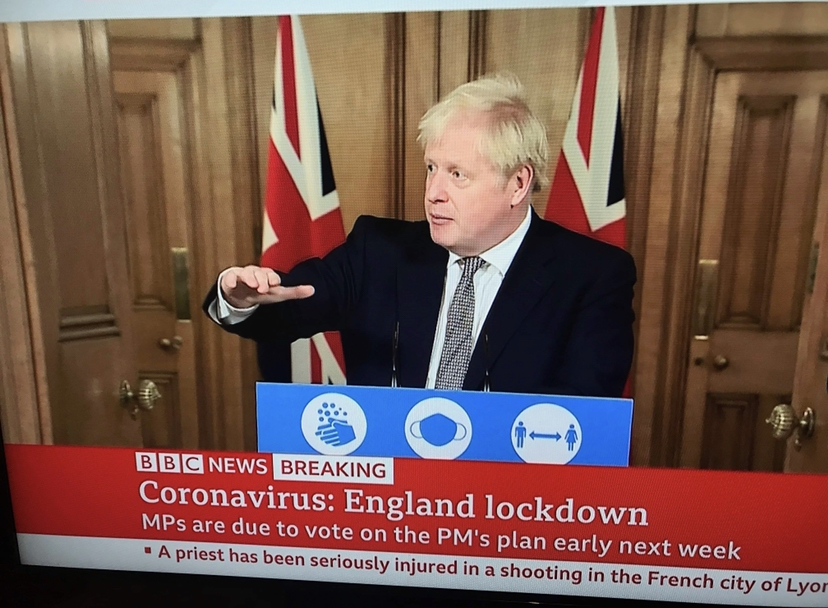 BBC NEWS BREAKING
Coronavirus: England lockdown
MPs are due to vote on the PM's plan early next week
A priest has been seriously injured in a shooting in the French city of Lyon